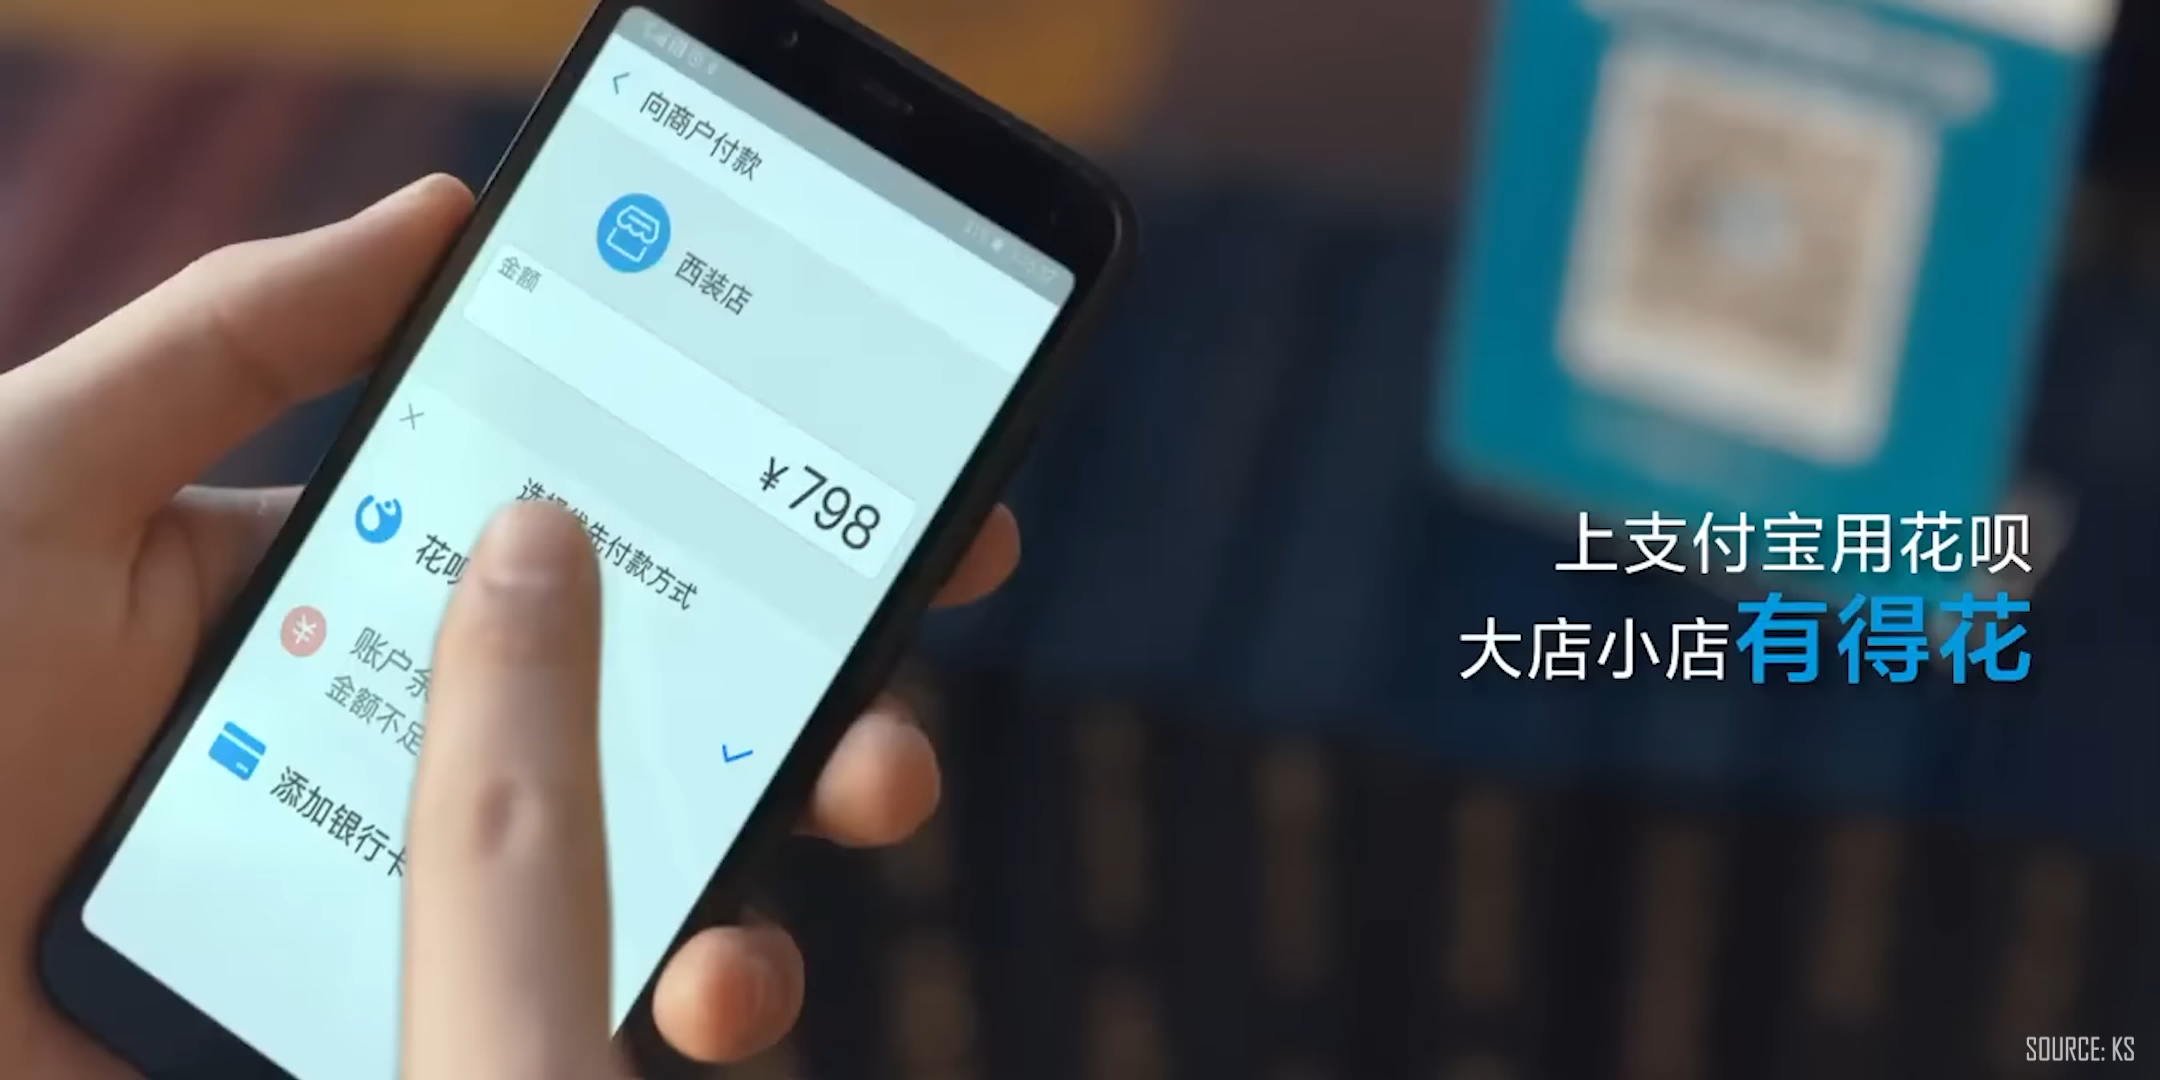 向商户付款
西装店
金额
¥798
选择优先付款方式
花呗
账户余
金额不足
添加银行卡
上支付宝用花呗
大店小店有得花
SOURCE: KS